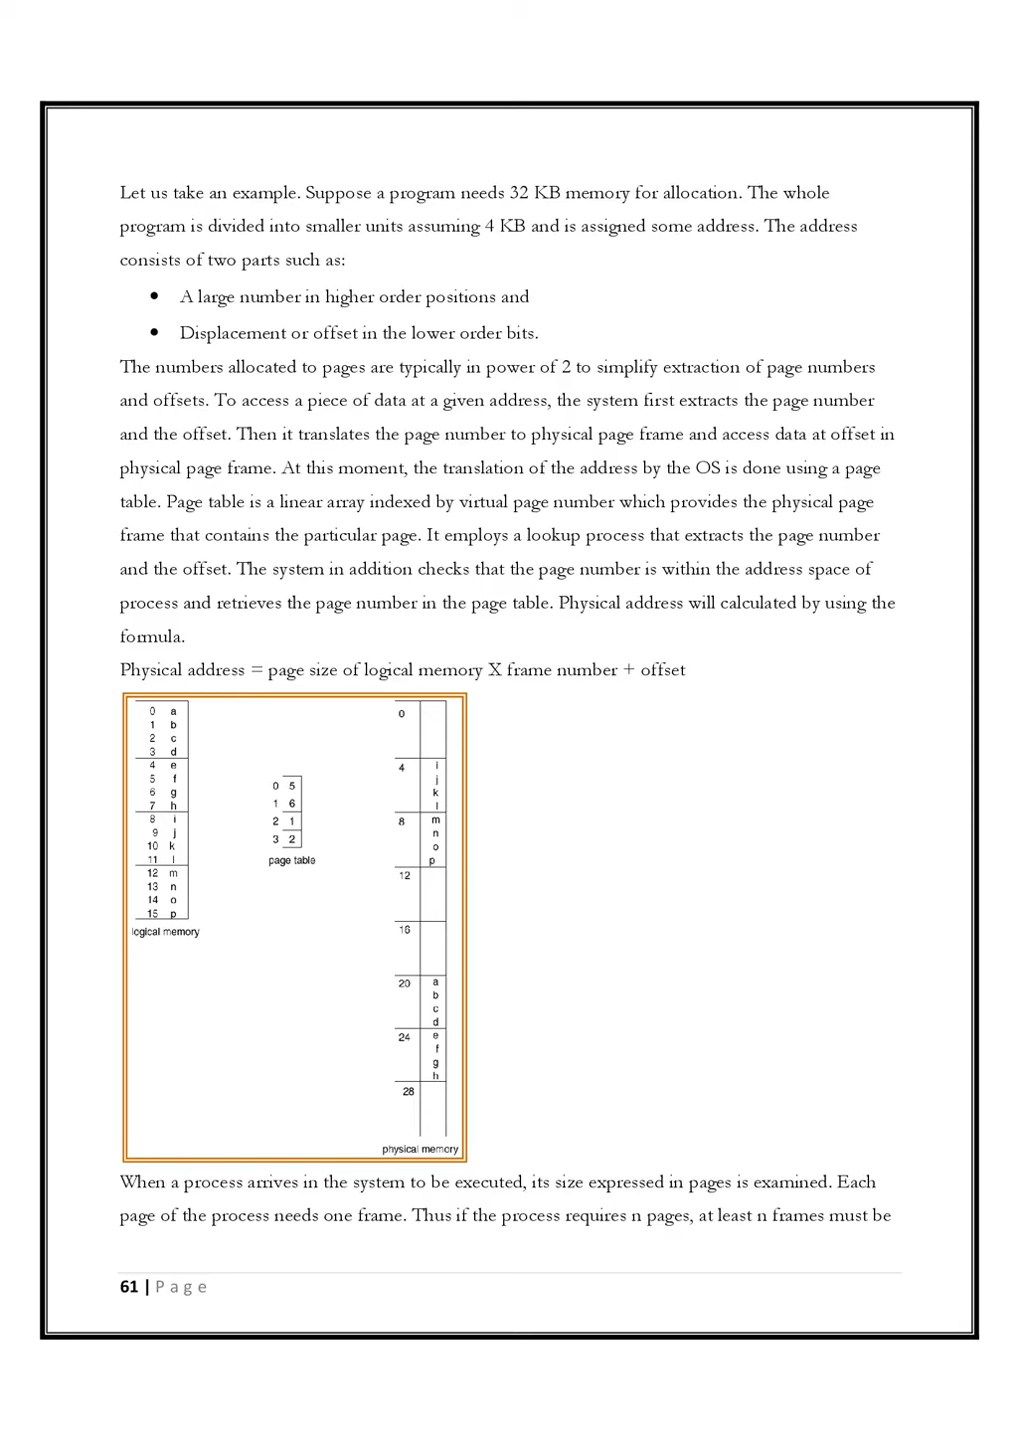 Let us take an example. Suppose a program needs 32 KB memory for allocation. The whole
program is divided into smaller units assuming 4 KB and is assigned some address. The address
consists of two parts such as:
• A large number in higher order positions and
• Displacement or offset in the lower order bits.
The numbers allocated to pages are typically in power of 2 to simplify extraction of page numbers
and offsets. To access a piece of data at a given address, the system first extracts the page number
and the offset. Then it translates the page number to physical page frame and access data at offset in
physical page frame. At this moment, the translation of the address by the OS is done using a page
table. Page table is a linear array indexed by virtual page number which provides the physical page
frame that contains the particular page. It employs a lookup process that extracts the page number
and the offset. The system in addition checks that the page number is within the address space of
process and retrieves the page number in the page table. Physical address will calculated by using the
formula.
Physical address = page size of logical memory X frame number + offset
0 a
1 b
2 c
3 d
4 e
5 f
6 g
7 h
8 i
9 j
10 k
11 l
12 m
13 n
14 o
15 p
logical memory
0 5
1 6
2 1
3 2
page table
0
4 i
j
k
l
8 m
n
o
p
12
16
20 a
b
c
d
24 e
f
g
h
28
physical memory
When a process arrives in the system to be executed, its size expressed in pages is examined. Each
page of the process needs one frame. Thus if the process requires n pages, at least n frames must be
61 | P a g e